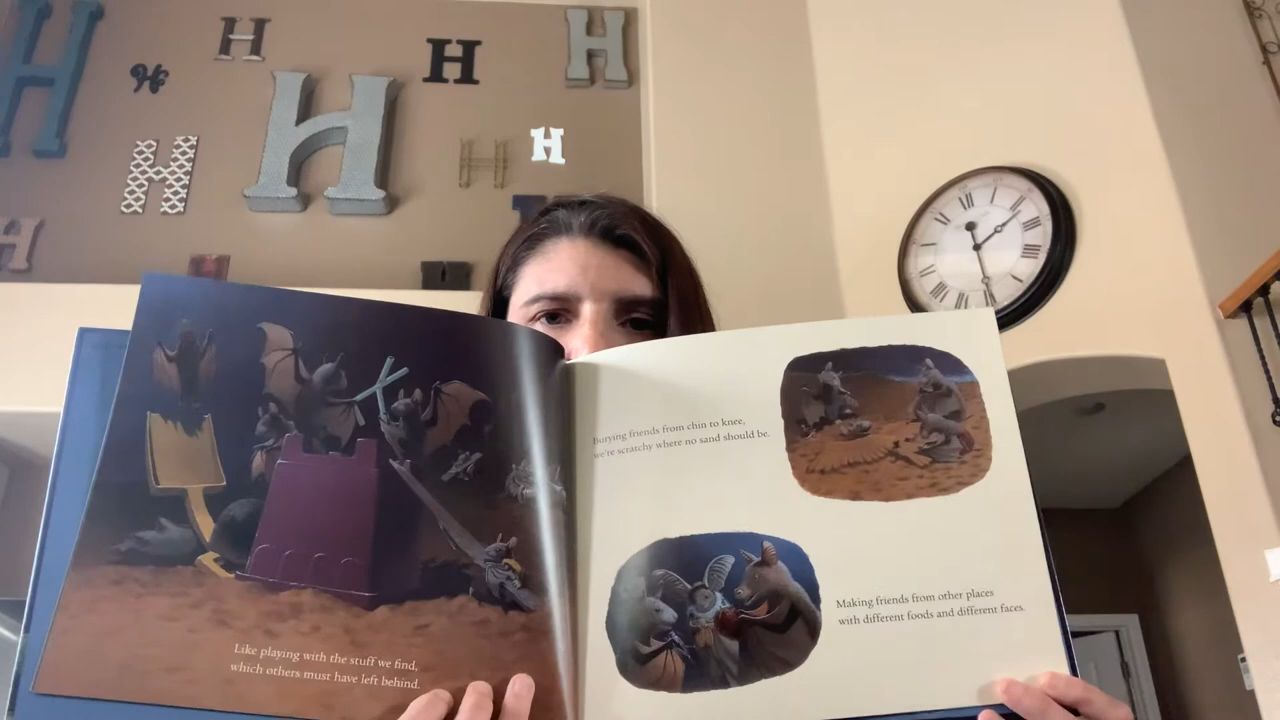 H
H
H
H
H
H
H
H
H
H
Like playing with the stuff we find,
which others must have left behind.
Burying friends from chin to knee,
we're scratchy where no sand should be.
Making friends from other places
with different foods and different faces.